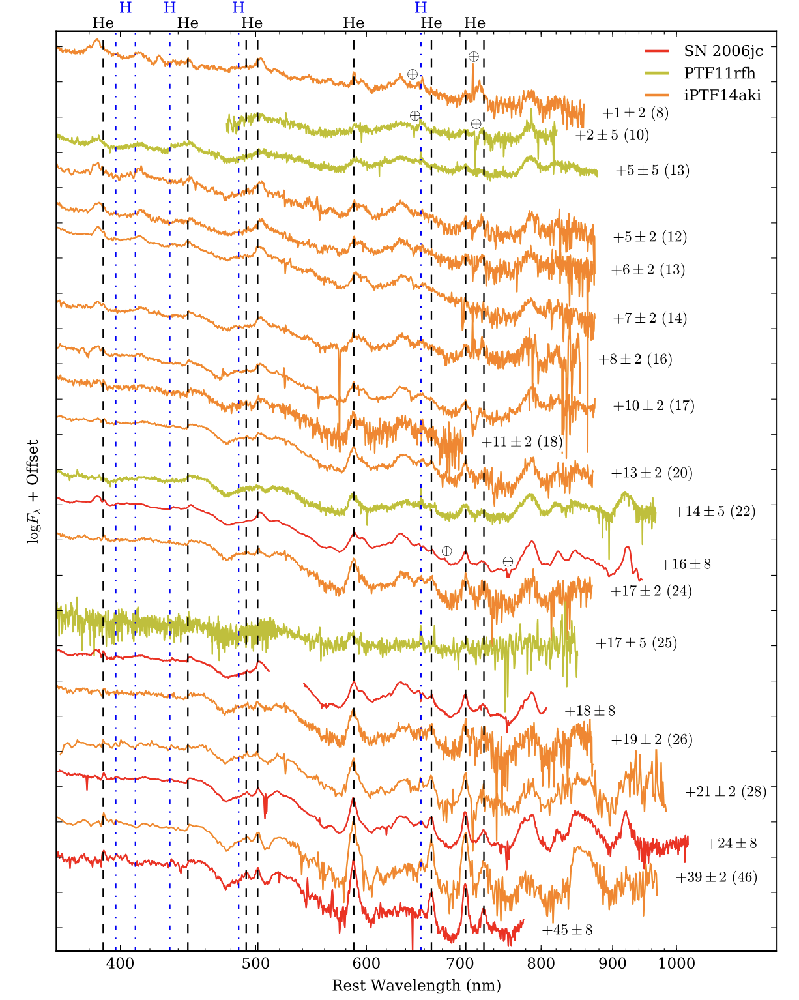 H H H H
He He He He He He
SN 2006jc
PTF11rfh
iPTF14aki
⊕
⊕
+1 ± 2 (8)
⊕ ⊕
+2 ± 5 (10)
+5 ± 5 (13)
+5 ± 2 (12)
+6 ± 2 (13)
+7 ± 2 (14)
+8 ± 2 (16)
+10 ± 2 (17)
+11 ± 2 (18)
+13 ± 2 (20)
+14 ± 5 (22)
⊕ ⊕
+16 ± 8
+17 ± 2 (24)
+17 ± 5 (25)
+18 ± 8
+19 ± 2 (26)
+21 ± 2 (28)
+24 ± 8
+39 ± 2 (46)
+45 ± 8
logFλ + Offset
400 500 600 700 800 900 1000
Rest Wavelength (nm)